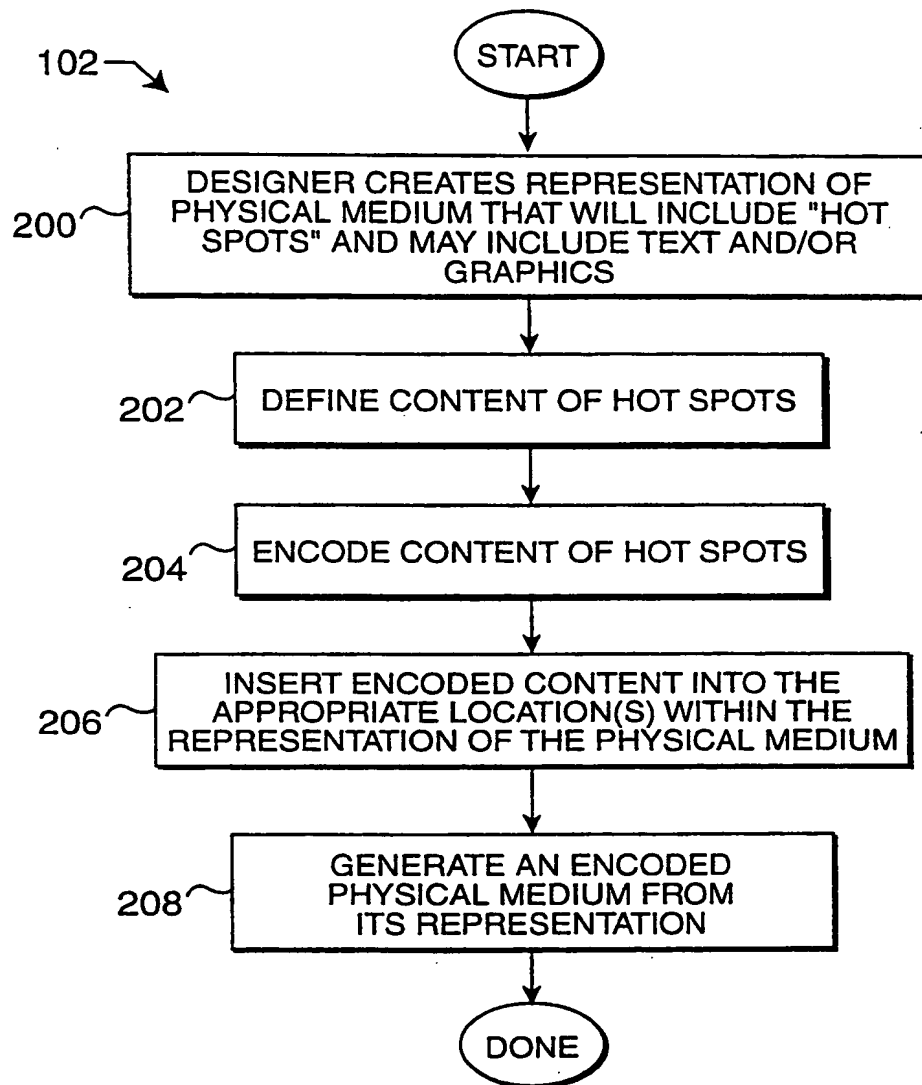 102
START
200
DESIGNER CREATES REPRESENTATION OF
PHYSICAL MEDIUM THAT WILL INCLUDE "HOT
SPOTS" AND MAY INCLUDE TEXT AND/OR
GRAPHICS
202
DEFINE CONTENT OF HOT SPOTS
204
ENCODE CONTENT OF HOT SPOTS
206
INSERT ENCODED CONTENT INTO THE
APPROPRIATE LOCATION(S) WITHIN THE
REPRESENTATION OF THE PHYSICAL MEDIUM
208
GENERATE AN ENCODED
PHYSICAL MEDIUM FROM
ITS REPRESENTATION
DONE